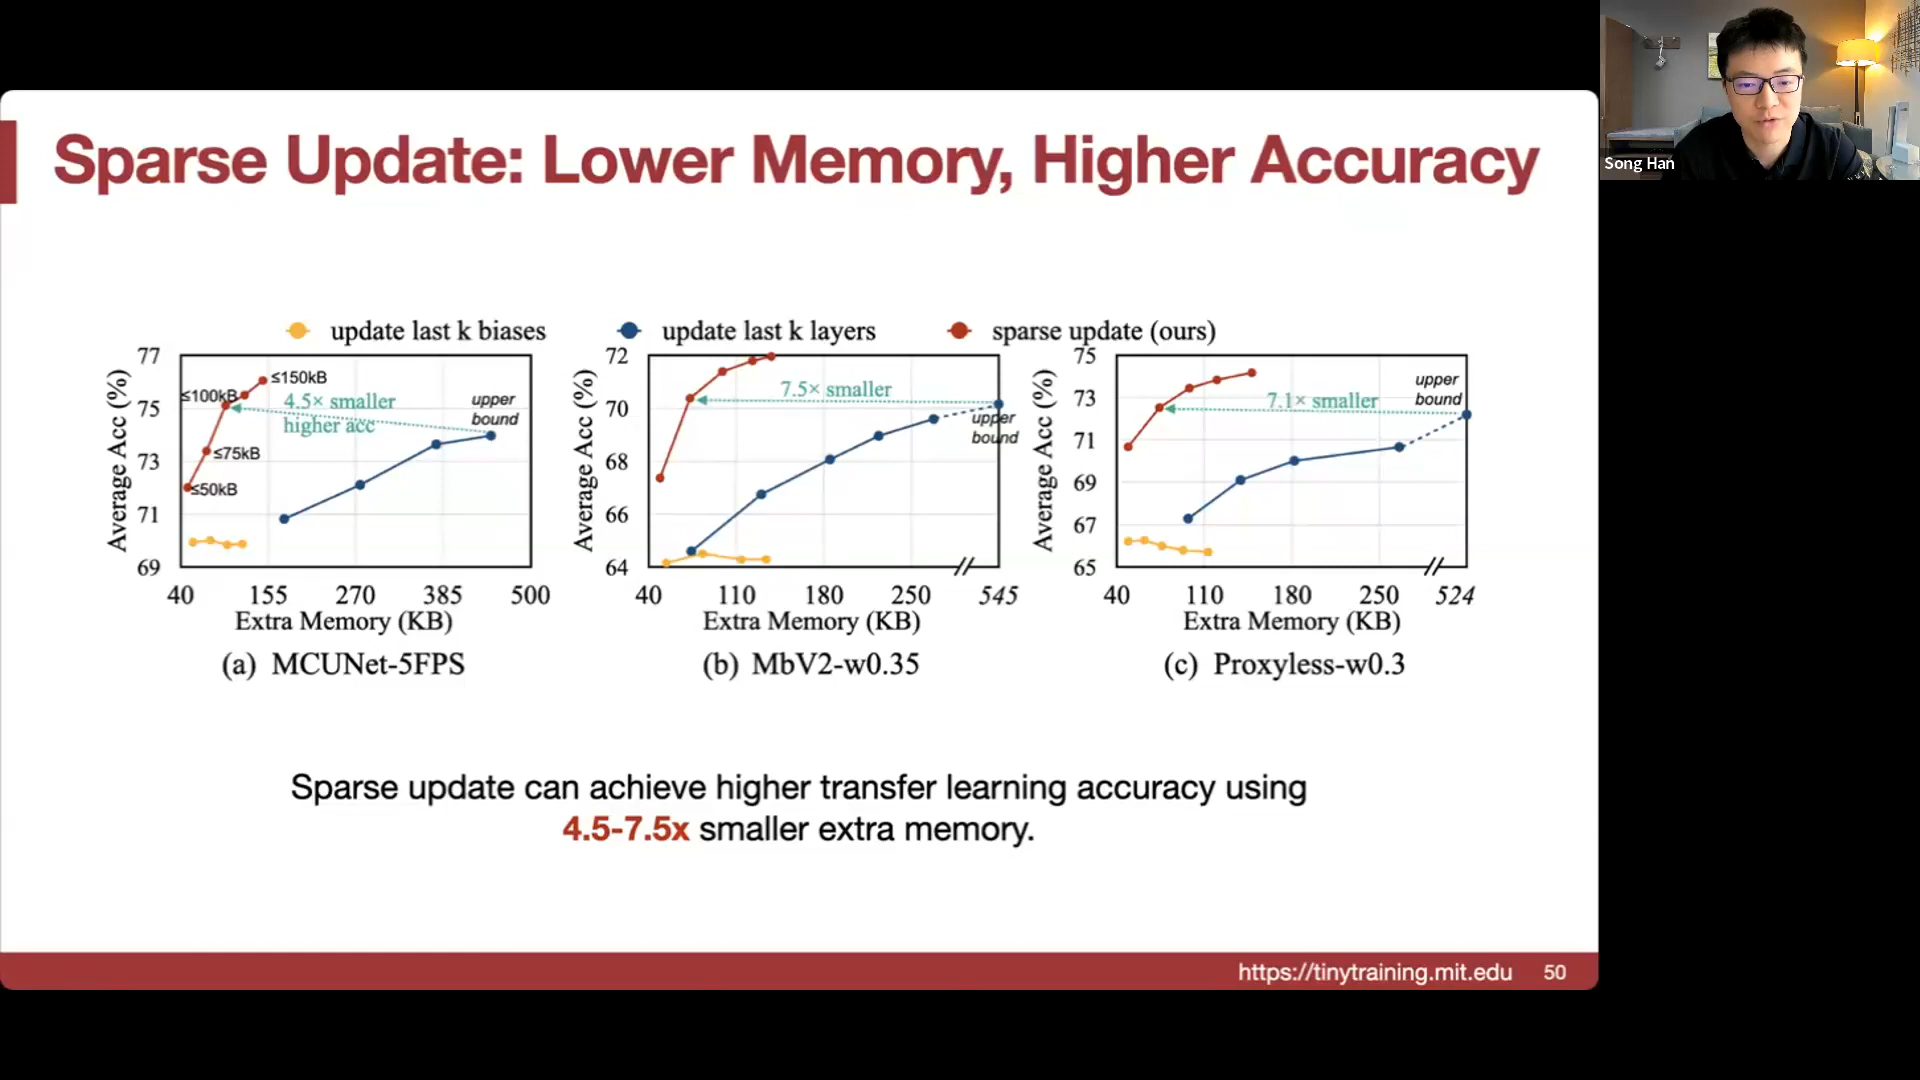 Song Han
Sparse Update: Lower Memory, Higher Accuracy
update last k biases
update last k layers
sparse update (ours)
Average Acc (%)
77
75
73
71
69
≤150kB
≤100kB
≤75kB
≤50kB
4.5× smaller
higher acc
upper
bound
40 155 270 385 500
Extra Memory (KB)
(a) MCUNet-5FPS
Average Acc (%)
72
70
68
66
64
7.5× smaller
upper
bound
40 110 180 250 545
Extra Memory (KB)
(b) MbV2-w0.35
Average Acc (%)
75
73
71
69
67
65
7.1× smaller
upper
bound
40 110 180 250 524
Extra Memory (KB)
(c) Proxyless-w0.3
Sparse update can achieve higher transfer learning accuracy using
4.5-7.5x smaller extra memory.
https://tinytraining.mit.edu 50